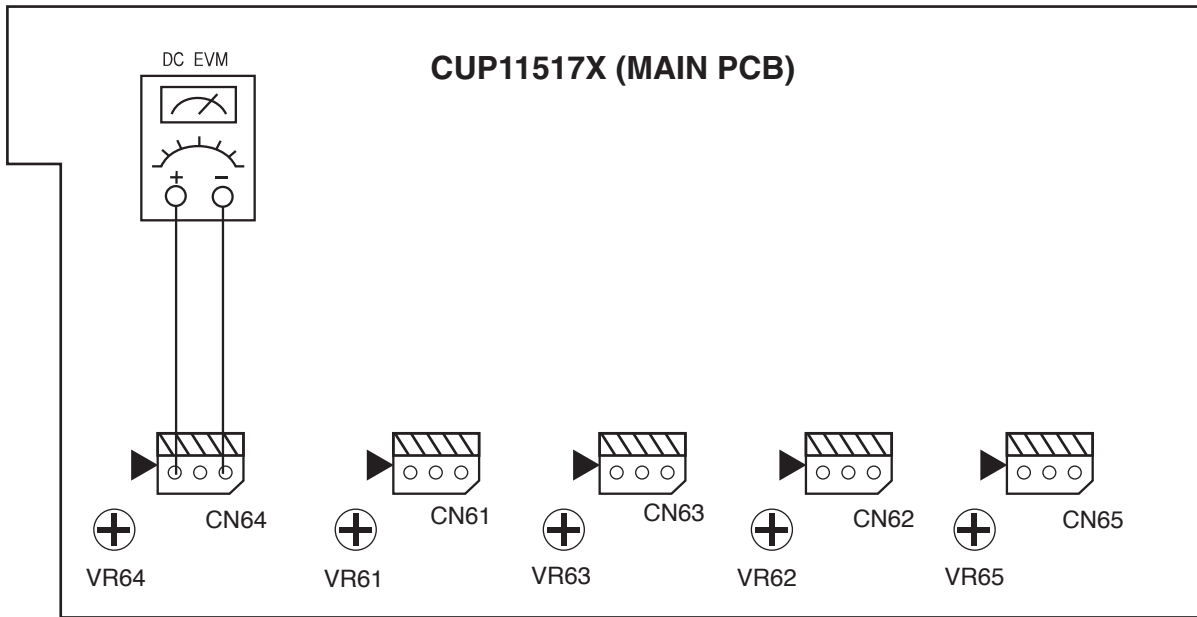 DC EVM
CUP11517X (MAIN PCB)
+ −
CN64
CN61
CN63
CN62
CN65
VR64
VR61
VR63
VR62
VR65